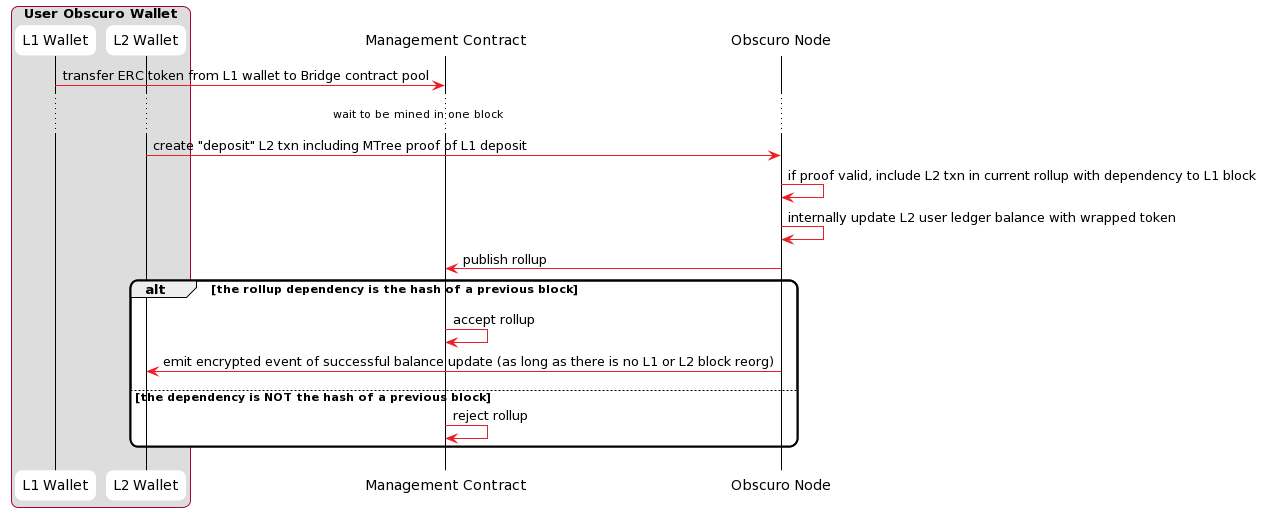 User Obscuro Wallet
L1 Wallet
L2 Wallet
Management Contract
Obscuro Node
transfer ERC token from L1 wallet to Bridge contract pool
wait to be mined in one block
create "deposit" L2 txn including MTree proof of L1 deposit
if proof valid, include L2 txn in current rollup with dependency to L1 block
internally update L2 user ledger balance with wrapped token
publish rollup
alt [the rollup dependency is the hash of a previous block]
accept rollup
emit encrypted event of successful balance update (as long as there is no L1 or L2 block reorg)
[the dependency is NOT the hash of a previous block]
reject rollup
L1 Wallet
L2 Wallet
Management Contract
Obscuro Node